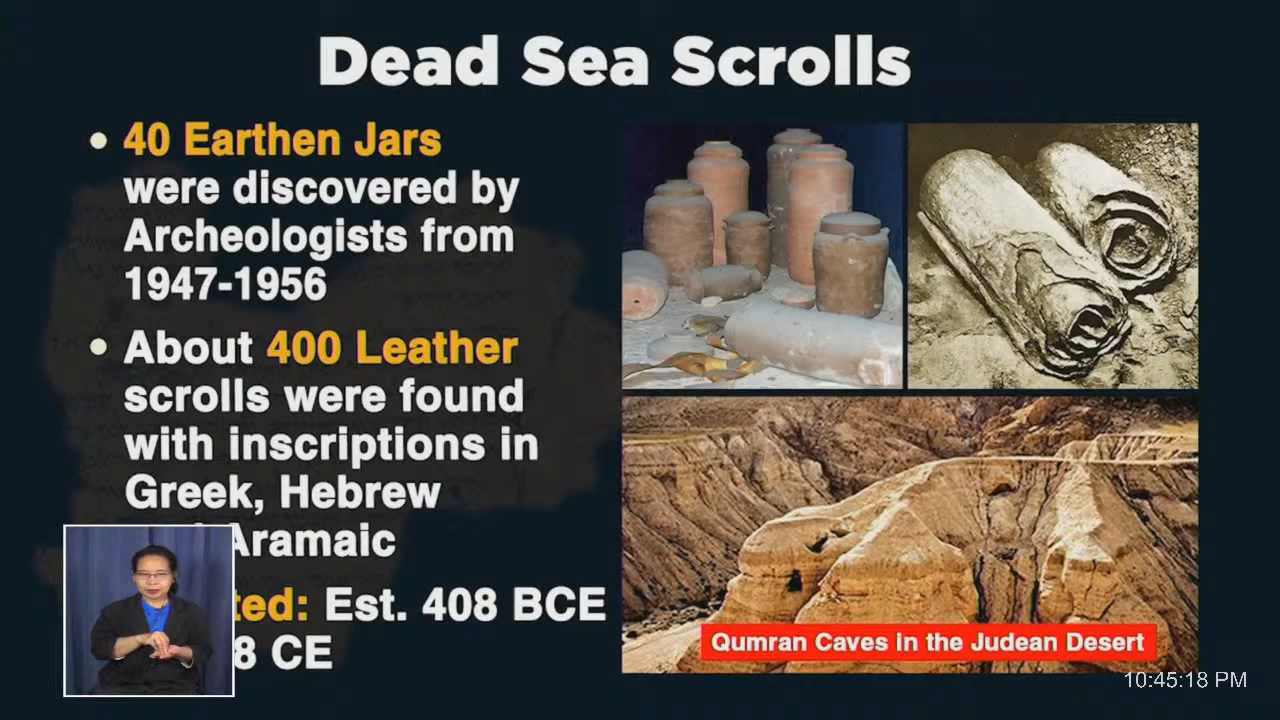 Dead Sea Scrolls
• 40 Earthen Jars
were discovered by
Archeologists from
1947-1956
• About 400 Leather
scrolls were found
with inscriptions in
Greek, Hebrew
Aramaic
Est. 408 BCE
CE
Qumran Caves in the Judean Desert
10:45:18 PM